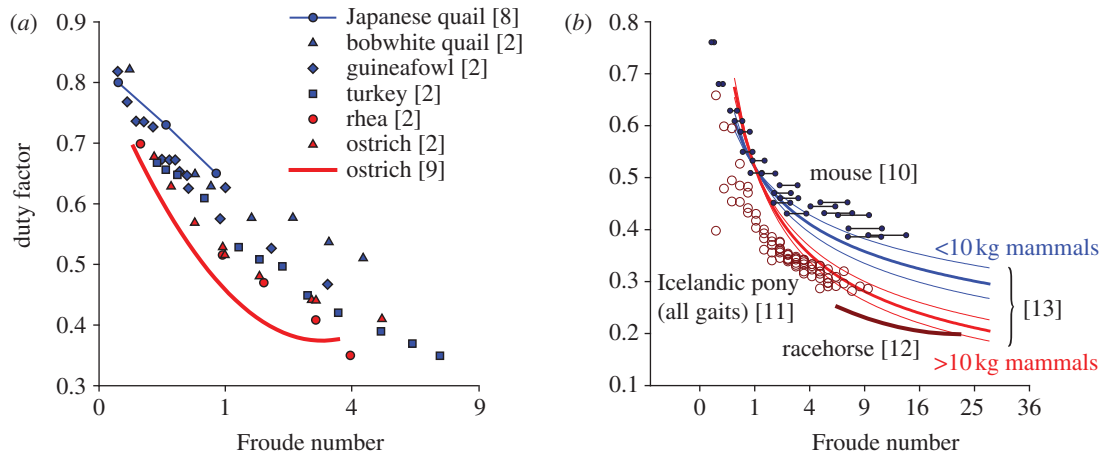 (a)
0.9
0.8
0.7
0.6
0.5
0.4
0.3
duty factor
0
1
4
9
Froude number
Japanese quail [8]
bobwhite quail [2]
guineafowl [2]
turkey [2]
rhea [2]
ostrich [2]
ostrich [9]
(b)
0.8
0.7
0.6
0.5
0.4
0.3
0.2
0.1
mouse [10]
<10 kg mammals
Icelandic pony
(all gaits) [11]
[13]
racehorse [12]
>10 kg mammals
0
1
4
9
16
25
36
Froude number